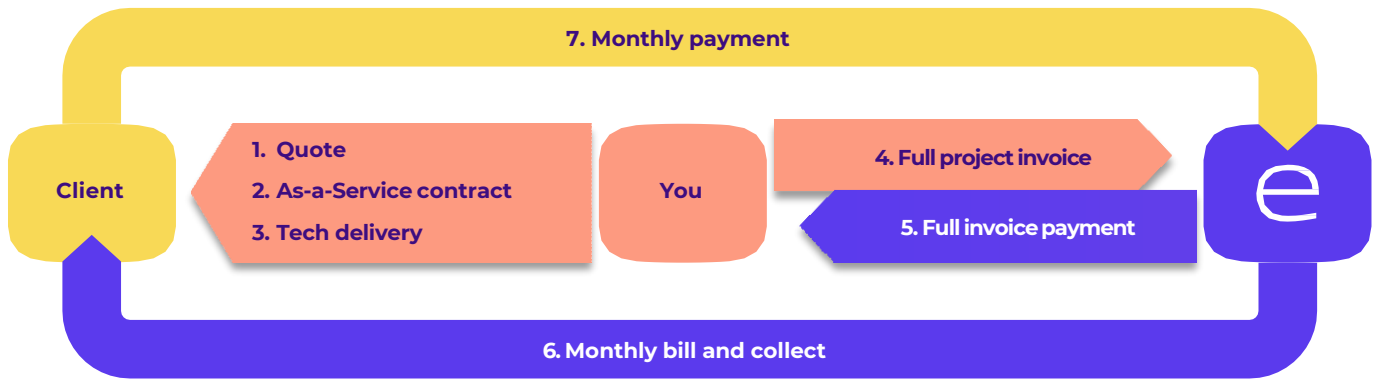 7. Monthly payment
Client
1. Quote
2. As-a-Service contract
3. Tech delivery
You
4. Full project invoice
5. Full invoice payment
e
6. Monthly bill and collect